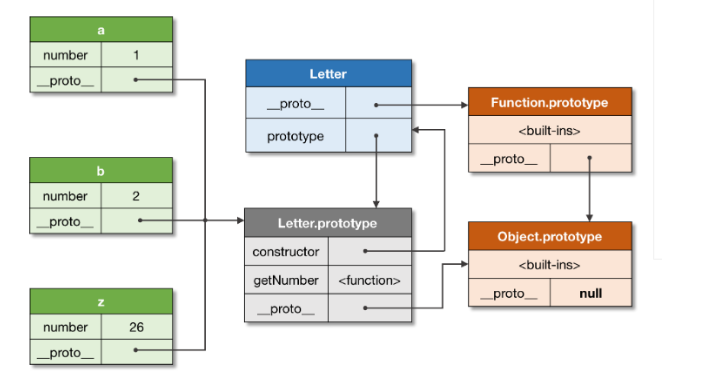 a
number 1
__proto__
b
number 2
__proto__
z
number 26
__proto__
Letter
__proto__
prototype
Letter.prototype
constructor
getNumber <function>
__proto__
Function.prototype
<built-ins>
__proto__
Object.prototype
<built-ins>
__proto__ null